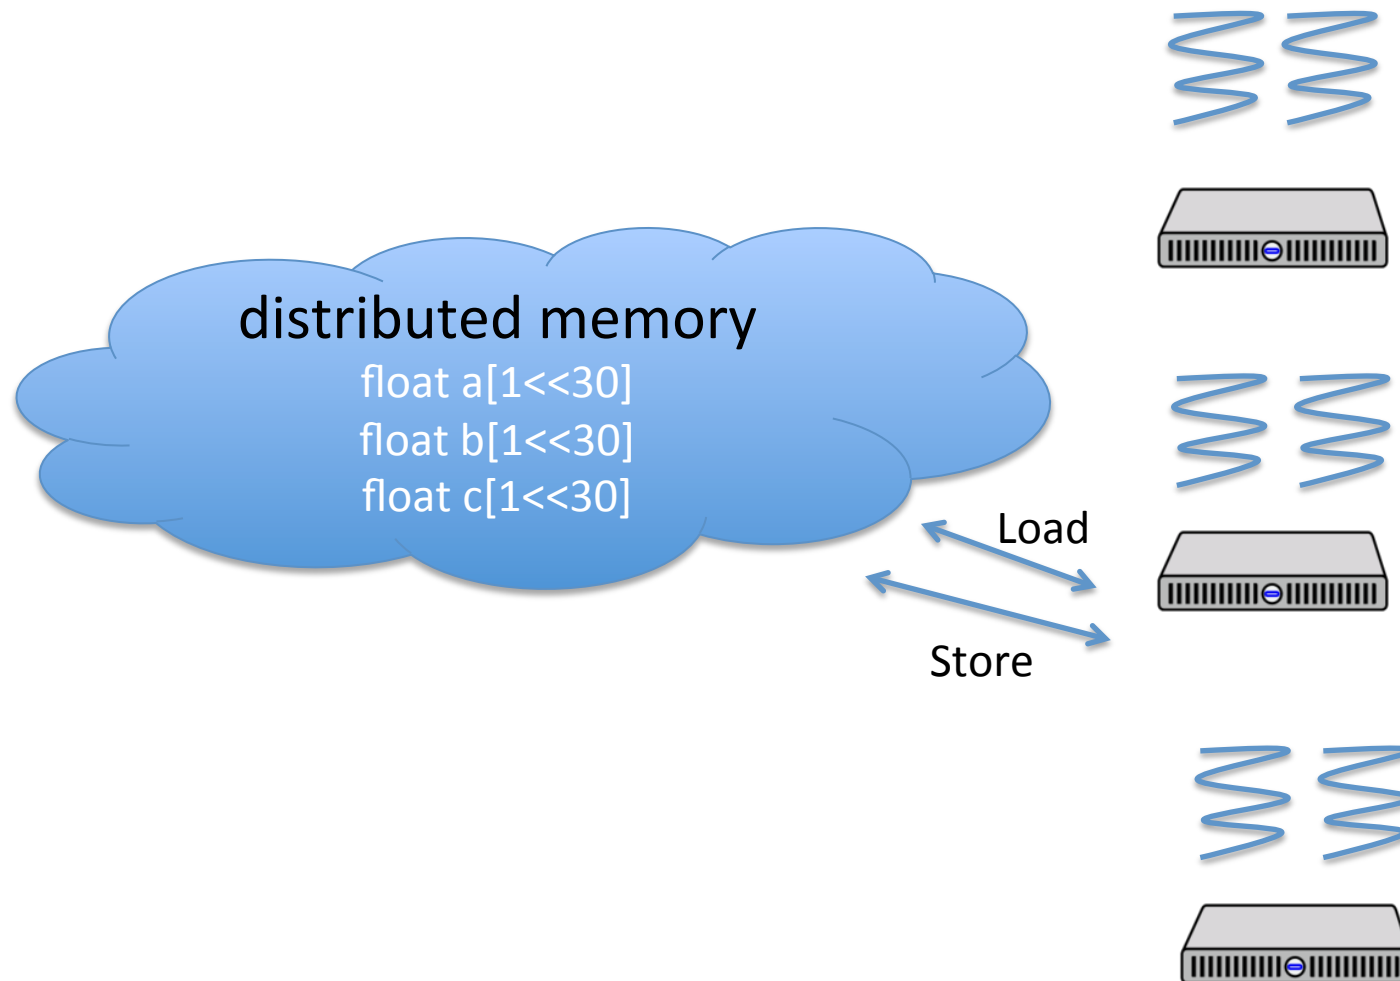 distributed memory
float a[1<<30]
float b[1<<30]
float c[1<<30]
Load
Store